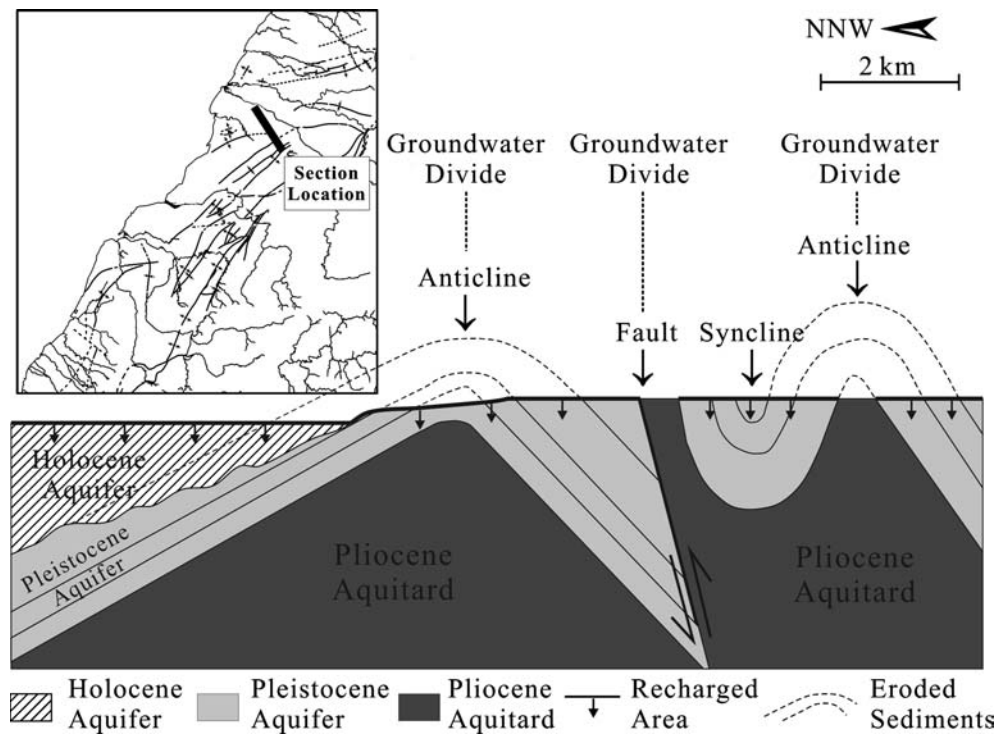 NNW
2 km
Section
Location
Groundwater
Divide
Groundwater
Divide
Groundwater
Divide
Anticline
Anticline
Fault
Syncline
Holocene
Aquifer
Pleistocene
Aquifer
Pliocene
Aquitard
Pliocene
Aquitard
Holocene
Aquifer
Pleistocene
Aquifer
Pliocene
Aquitard
Recharged
Area
Eroded
Sediments